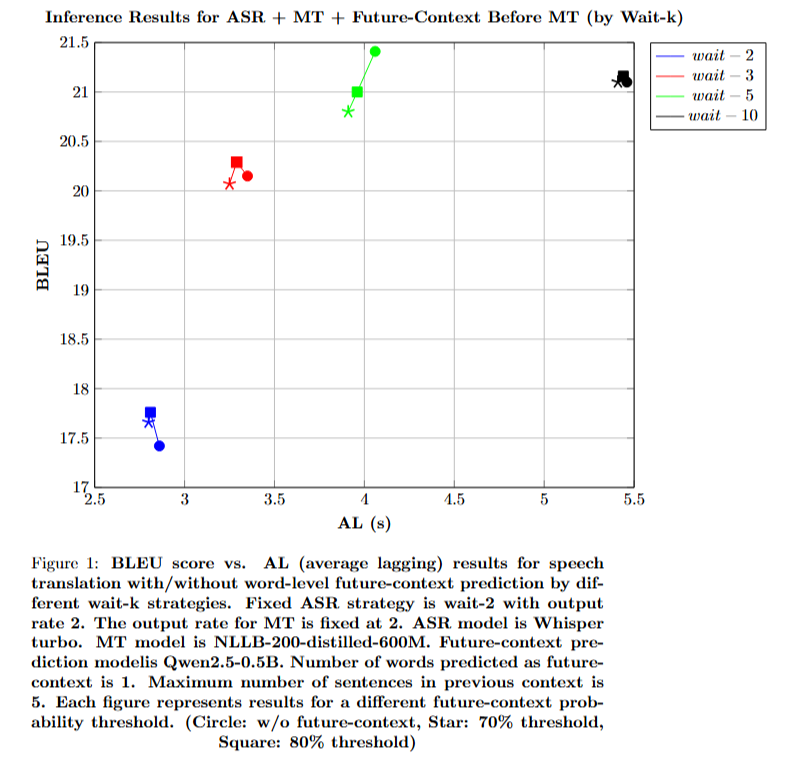 Inference Results for ASR + MT + Future-Context Before MT (by Wait-k)
21.5
21
20.5
20
19.5
19
18.5
18
17.5
17
BLEU
2.5
3
3.5
4
4.5
5
5.5
AL (s)
wait − 2
wait − 3
wait − 5
wait − 10
Figure 1: BLEU score vs. AL (average lagging) results for speech
translation with/without word-level future-context prediction by dif-
ferent wait-k strategies. Fixed ASR strategy is wait-2 with output
rate 2. The output rate for MT is fixed at 2. ASR model is Whisper
turbo. MT model is NLLB-200-distilled-600M. Future-context pre-
diction modelis Qwen2.5-0.5B. Number of words predicted as future-
context is 1. Maximum number of sentences in previous context is
5. Each figure represents results for a different future-context prob-
ability threshold. (Circle: w/o future-context, Star: 70% threshold,
Square: 80% threshold)